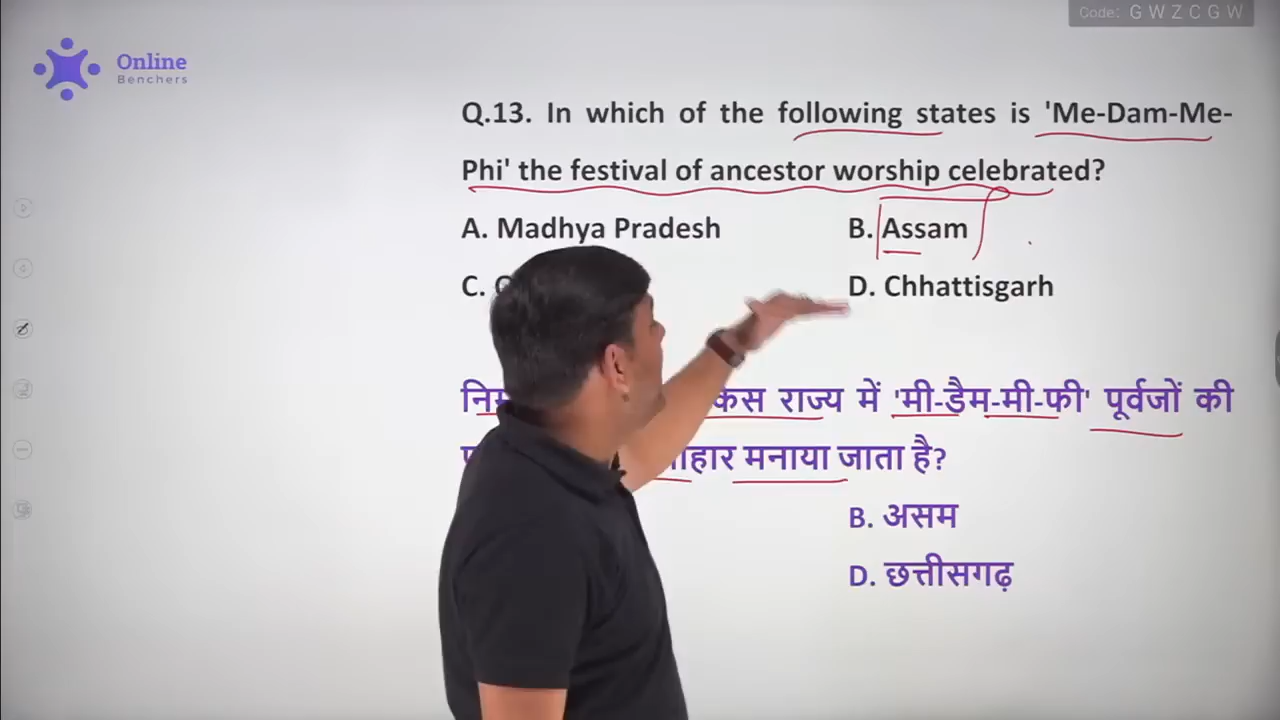 Code: G W Z C G W
Online
Benchers
Q.13. In which of the following states is 'Me-Dam-Me-
Phi' the festival of ancestor worship celebrated?
A. Madhya Pradesh
B. Assam
C.
D. Chhattisgarh
राज्य में 'मी-डैम-मी-फी' पूर्वजों की
मनाया जाता है?
B. असम
D. छत्तीसगढ़